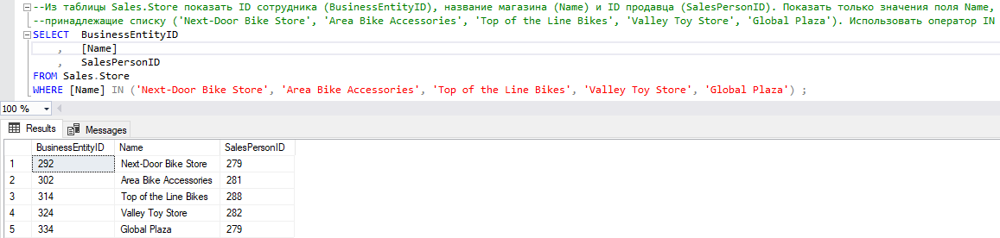 --Из таблицы Sales.Store показать ID сотрудника (BusinessEntityID), название магазина (Name) и ID продавца (SalesPersonID). Показать только значения поля Name,
--принадлежащие списку ('Next-Door Bike Store', 'Area Bike Accessories', 'Top of the Line Bikes', 'Valley Toy Store', 'Global Plaza'). Использовать оператор IN
SELECT BusinessEntityID
, [Name]
, SalesPersonID
FROM Sales.Store
WHERE [Name] IN ('Next-Door Bike Store', 'Area Bike Accessories', 'Top of the Line Bikes', 'Valley Toy Store', 'Global Plaza') ;
100 %
Results Messages
BusinessEntityID Name SalesPersonID
1 292 Next-Door Bike Store 279
2 302 Area Bike Accessories 281
3 314 Top of the Line Bikes 288
4 324 Valley Toy Store 282
5 334 Global Plaza 279